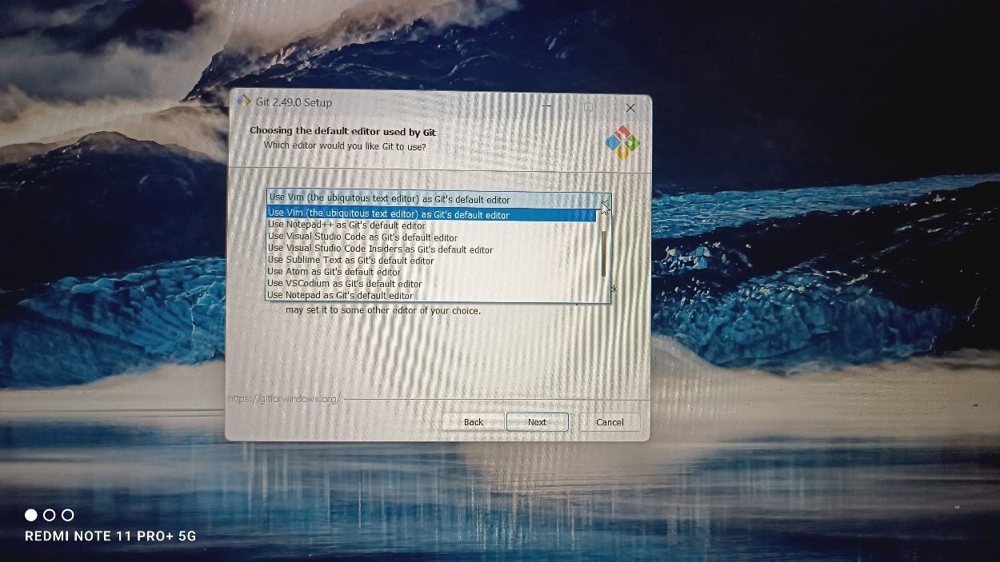 Git 2.49.0 Setup
Choosing the default editor used by Git
Which editor would you like Git to use?
Use Vim (the ubiquitous text editor) as Git's default editor
Use Vim (the ubiquitous text editor) as Git's default editor
Use Notepad++ as Git's default editor
Use Visual Studio Code as Git's default editor
Use Visual Studio Code Insiders as Git's default editor
Use Sublime Text as Git's default editor
Use Atom as Git's default editor
Use VSCodium as Git's default editor
Use Notepad as Git's default editor
may set it to some other editor of your choice.
https://gitforwindows.org/
Back Next Cancel
REDMI NOTE 11 PRO+ 5G